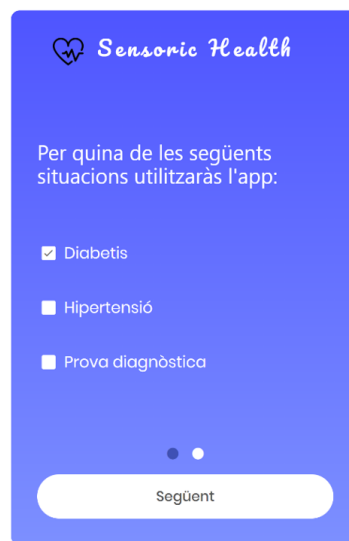 Sensoric Health
Per quina de les següents
situacions utilitzaràs l'app:
Diabetis
Hipertensió
Prova diagnòstica
Següent